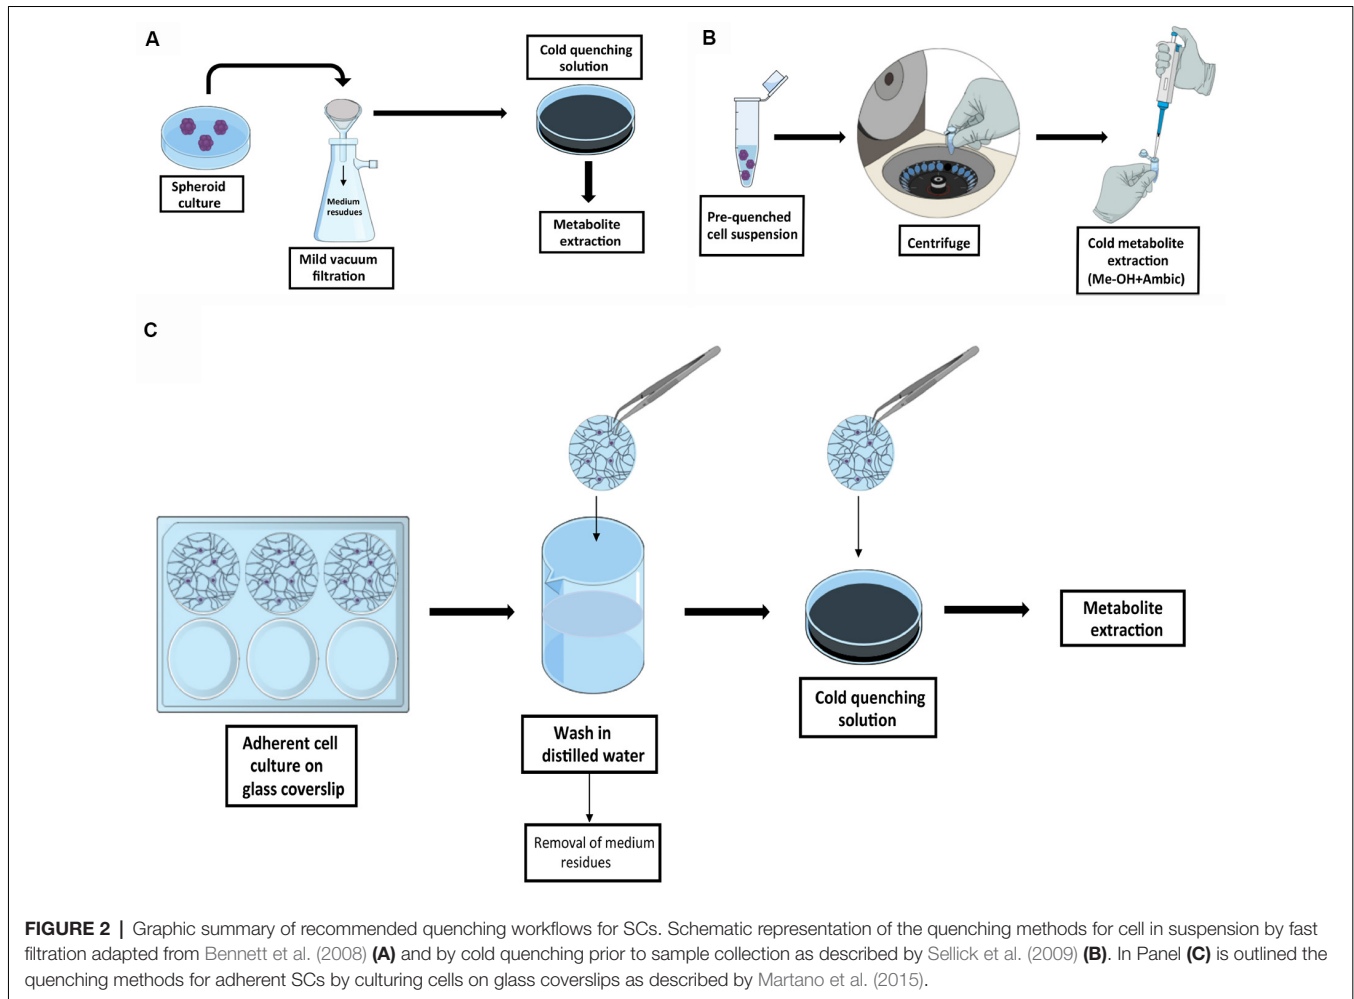 A
Spheroid
culture
Medium
resudues
Mild vacuum
filtration
Cold quenching
solution
Metabolite
extraction
B
Pre-quenched
cell suspension
Centrifuge
Cold metabolite
extraction
(Me-OH+Ambic)
C
Adherent cell
culture on
glass coverslip
Wash in
distilled water
Removal of medium
residues
Cold quenching
solution
Metabolite
extraction
FIGURE 2 | Graphic summary of recommended quenching workflows for SCs. Schematic representation of the quenching methods for cell in suspension by fast
filtration adapted from Bennett et al. (2008) (A) and by cold quenching prior to sample collection as described by Sellick et al. (2009) (B). In Panel (C) is outlined the
quenching methods for adherent SCs by culturing cells on glass coverslips as described by Martano et al. (2015).